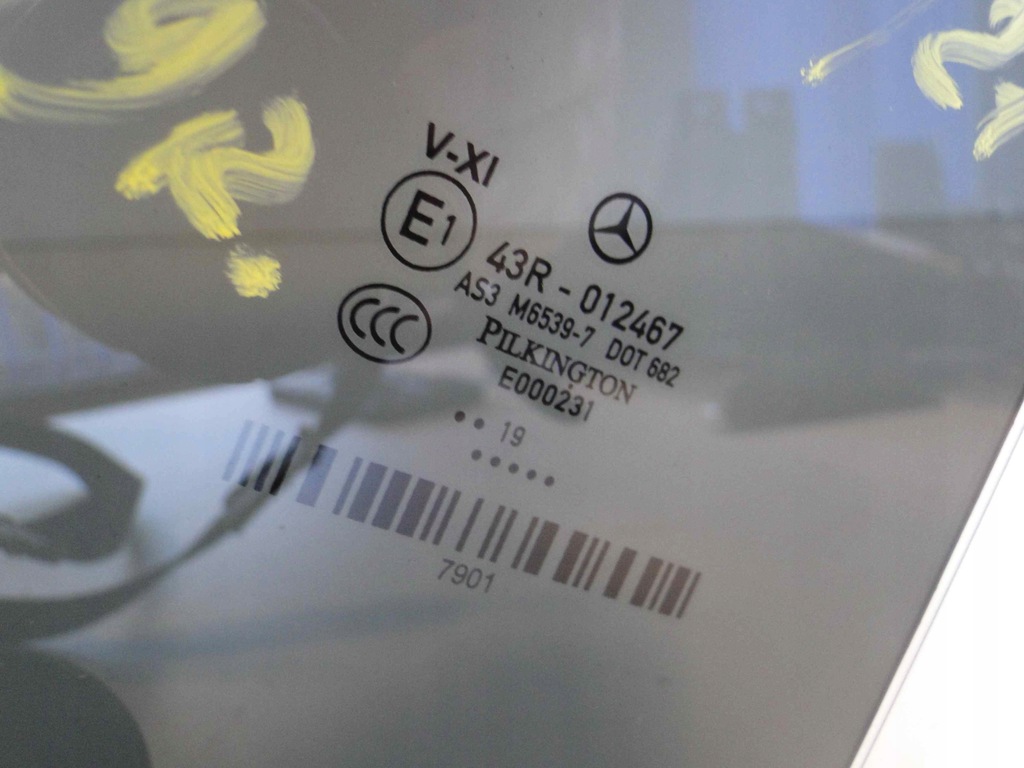 V-XI
E1
43R - 012467
AS3 M6539-7 DOT 682
CCC
PILKINGTON
E000231
•• 19
•••••
7901